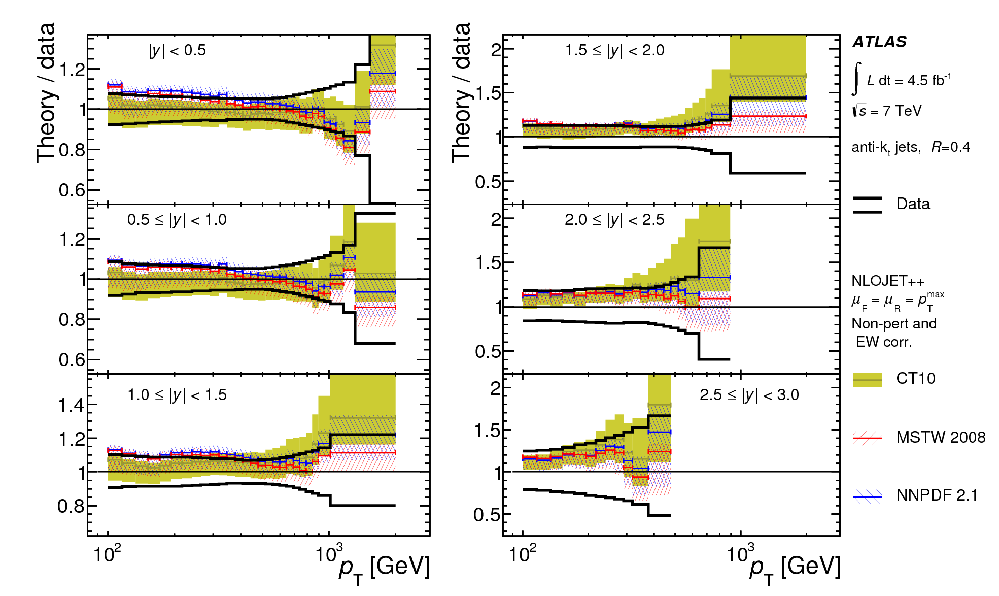 Theory / data
|y| < 0.5
1.2
1
0.8
0.6
0.5 ≤ |y| < 1.0
1.2
1
0.8
0.6
1.0 ≤ |y| < 1.5
1.4
1.2
1
0.8
10²
10³
p_T [GeV]
Theory / data
1.5 ≤ |y| < 2.0
2
1.5
1
0.5
2.0 ≤ |y| < 2.5
2
1.5
1
0.5
2.5 ≤ |y| < 3.0
2
1.5
1
0.5
10²
10³
p_T [GeV]
ATLAS
∫ L dt = 4.5 fb⁻¹
√s = 7 TeV
anti-k_t jets, R=0.4
Data
NLOJET++
μ_F = μ_R = p_T^max
Non-pert and
EW corr.
CT10
MSTW 2008
NNPDF 2.1